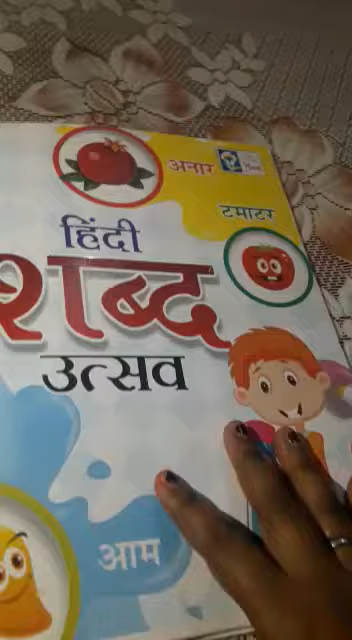 अनार
टमाटर
हिंदी
शब्द
उत्सव
आम